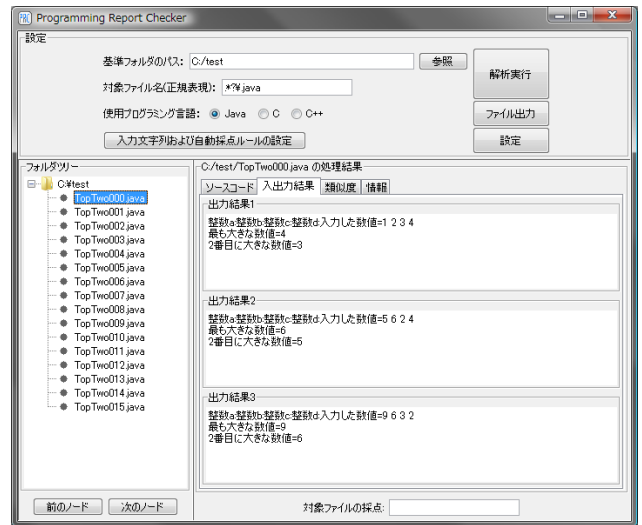 Programming Report Checker
設定
基準フォルダのパス: C:/test 参照
解析実行
対象ファイル名(正規表現): .*?¥.java
使用プログラミング言語: Java C C++
ファイル出力
入力文字列および自動採点ルールの設定
設定
フォルダツリー
C:¥test
TopTwo000.java
TopTwo001.java
TopTwo002.java
TopTwo003.java
TopTwo004.java
TopTwo005.java
TopTwo006.java
TopTwo007.java
TopTwo008.java
TopTwo009.java
TopTwo010.java
TopTwo011.java
TopTwo012.java
TopTwo013.java
TopTwo014.java
TopTwo015.java
前のノード 次のノード
C:/test/TopTwo000.java の処理結果
ソースコード 入出力結果 類似度 情報
出力結果1
整数a:整数b:整数c:整数d:入力した数値=1 2 3 4
最も大きな数値=4
2番目に大きな数値=3
出力結果2
整数a:整数b:整数c:整数d:入力した数値=5 6 2 4
最も大きな数値=6
2番目に大きな数値=5
出力結果3
整数a:整数b:整数c:整数d:入力した数値=9 6 3 2
最も大きな数値=9
2番目に大きな数値=6
対象ファイルの採点: